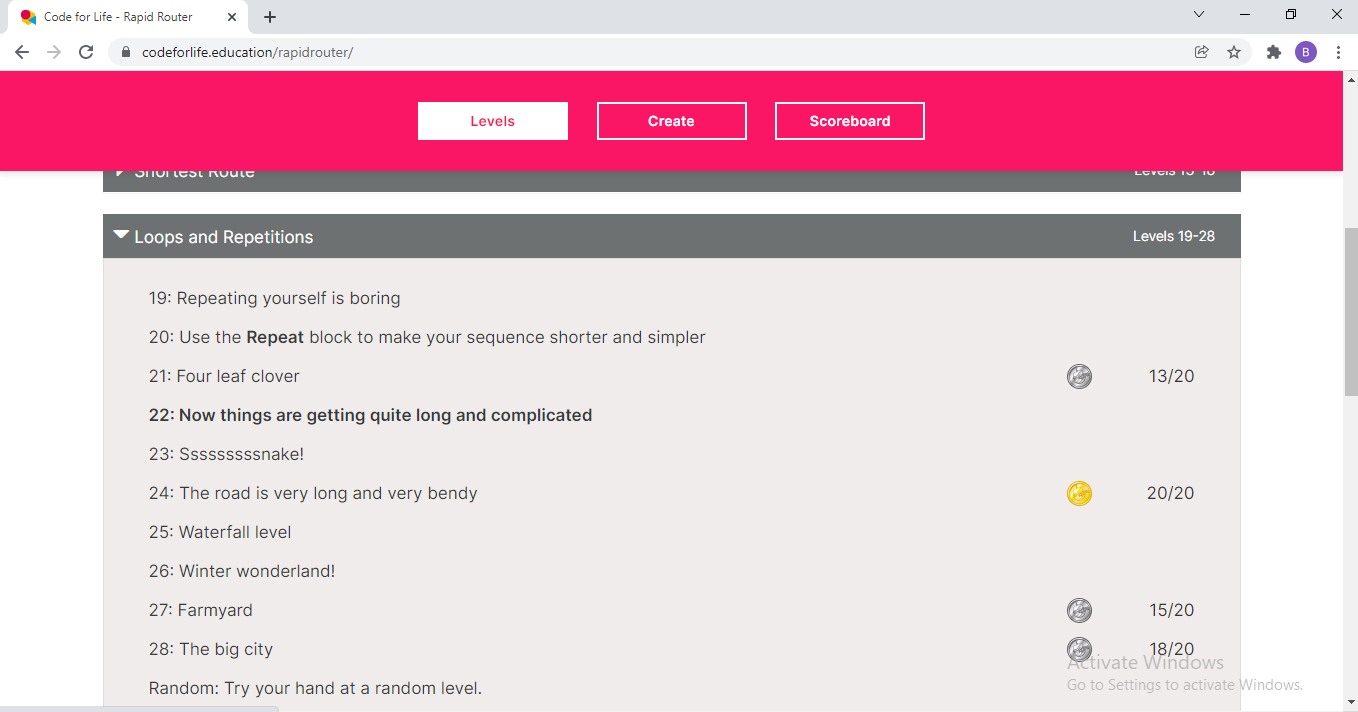 Code for Life - Rapid Router
codeforlife.education/rapidrouter/
B
Levels
Create
Scoreboard
Shortest Route
Levels 15-18
Loops and Repetitions
Levels 19-28
19: Repeating yourself is boring
20: Use the Repeat block to make your sequence shorter and simpler
21: Four leaf clover
13/20
22: Now things are getting quite long and complicated
23: Sssssssssnake!
24: The road is very long and very bendy
20/20
25: Waterfall level
26: Winter wonderland!
27: Farmyard
15/20
28: The big city
18/20
Activate Windows
Random: Try your hand at a random level.
Go to Settings to activate Windows.